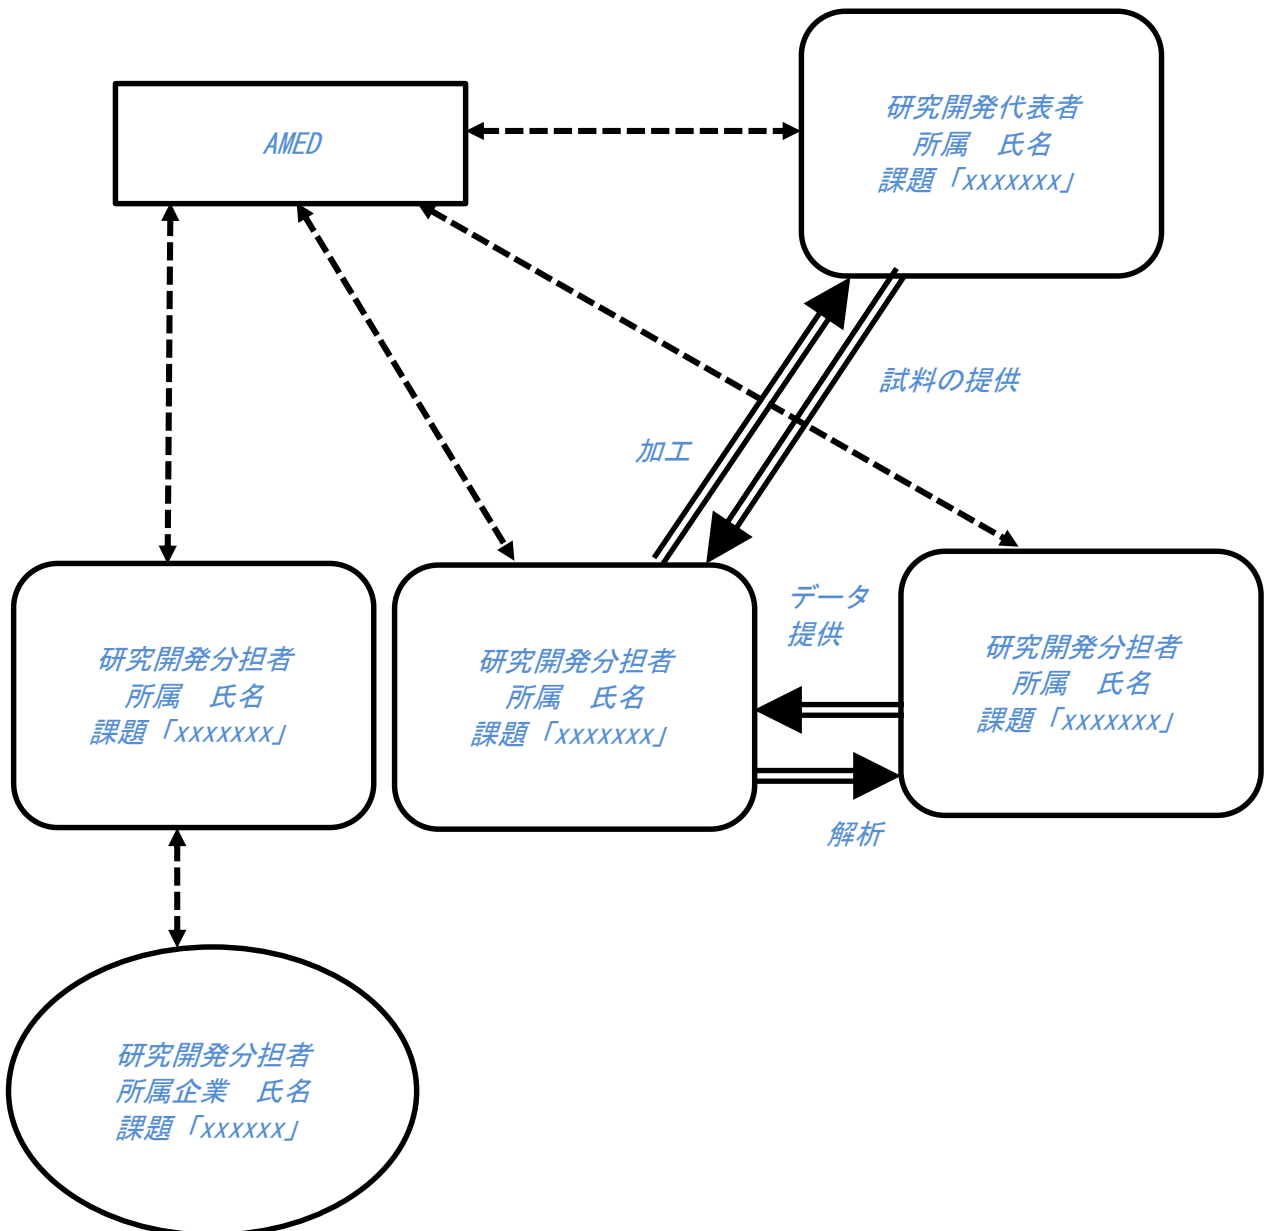 AMED
研究開発代表者
所属　氏名
課題「xxxxxxx」
試料の提供
加工
研究開発分担者
所属　氏名
課題「xxxxxxx」
研究開発分担者
所属　氏名
課題「xxxxxxx」
データ
提供
研究開発分担者
所属　氏名
課題「xxxxxxx」
解析
研究開発分担者
所属企業　氏名
課題「xxxxxx」